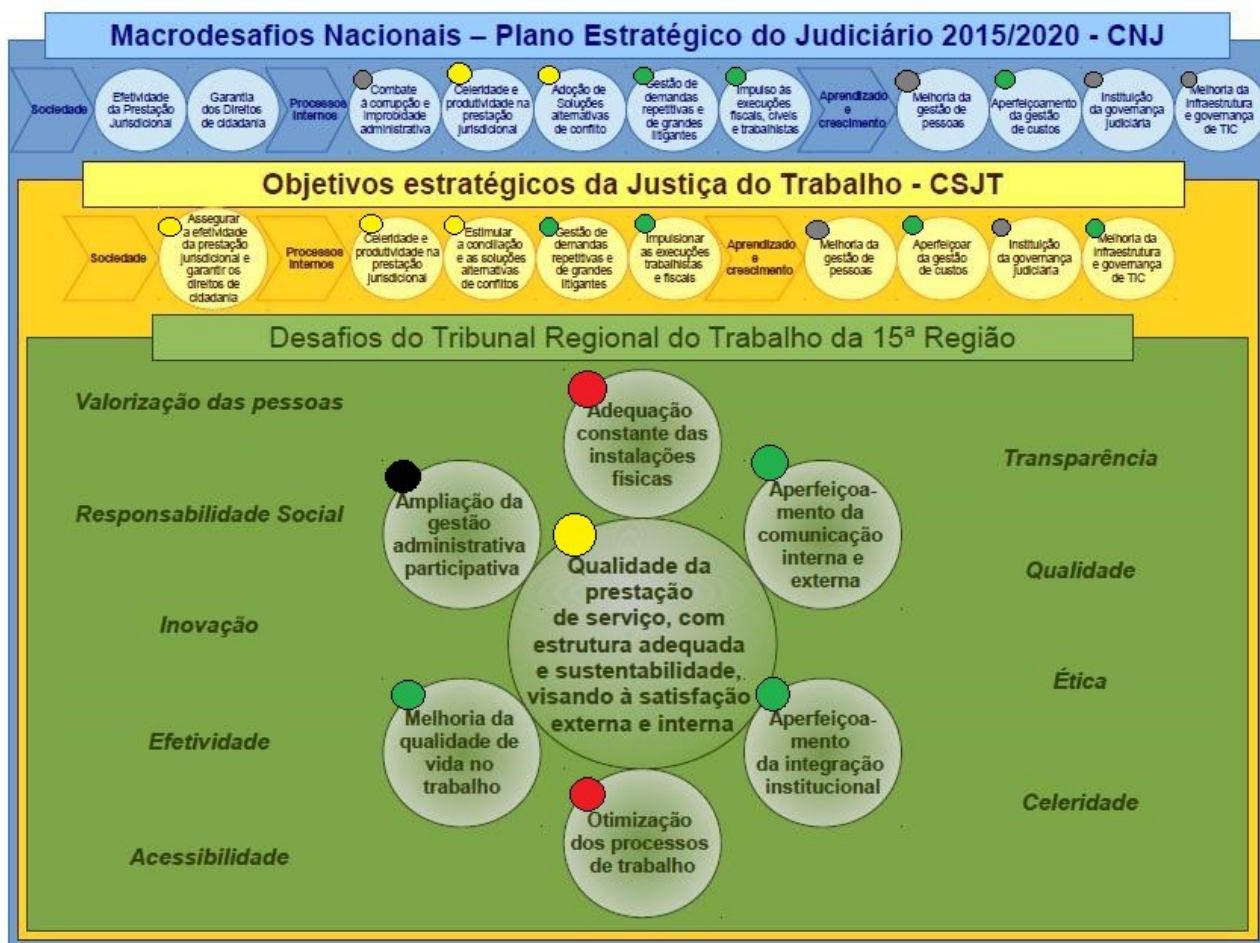 Macrodesafios Nacionais – Plano Estratégico do Judiciário 2015/2020 - CNJ
Sociedade
Efetividade
da Prestação
Jurisdicional
Garantia
dos Direitos
de cidadania
Processos
Internos
Combate
à corrupção e
Improbidade
administrativa
Celeridade e
produtividade na
prestação
jurisdicional
Adoção de
Soluções
alternativas
de conflito
Gestão de
demandas
repetitivas e
de grandes
litigantes
Impulso às
execuções
fiscais, cíveis
e trabalhistas
Aprendizado
e
crescimento
Melhoria da
gestão de
pessoas
Aperfeiçoamento
da gestão
de custos
Instituição
da governança
judiciária
Melhoria da
Infraestrutura
e governança
de TIC
Objetivos estratégicos da Justiça do Trabalho - CSJT
Sociedade
Assegurar
a efetividade
da prestação
jurisdicional e
garantir os
direitos de
cidadania
Processos
Internos
Celeridade e
produtividade na
prestação
jurisdicional
Estimular
a conciliação
e as soluções
alternativas
de conflitos
Gestão de
demandas
repetitivas e
de grandes
litigantes
Impulsionar
as execuções
trabalhistas
e fiscais
Aprendizado
e
crescimento
Melhoria da
gestão de
pessoas
Aperfeiçoar
da gestão
de custos
Instituição
da governança
judiciária
Melhoria da
Infraestrutura
e governança
de TIC
Desafios do Tribunal Regional do Trabalho da 15ª Região
Valorização das pessoas
Responsabilidade Social
Inovação
Efetividade
Acessibilidade
Adequação
constante das
instalações
físicas
Ampliação da
gestão
administrativa
participativa
Aperfeiçoa-
mento da
comunicação
interna e
externa
Qualidade da
prestação
de serviço, com
estrutura adequada
e sustentabilidade,
visando à satisfação
externa e interna
Melhoria da
qualidade de
vida no
trabalho
Aperfeiçoa-
mento
da integração
institucional
Otimização
dos processos
de trabalho
Transparência
Qualidade
Ética
Celeridade